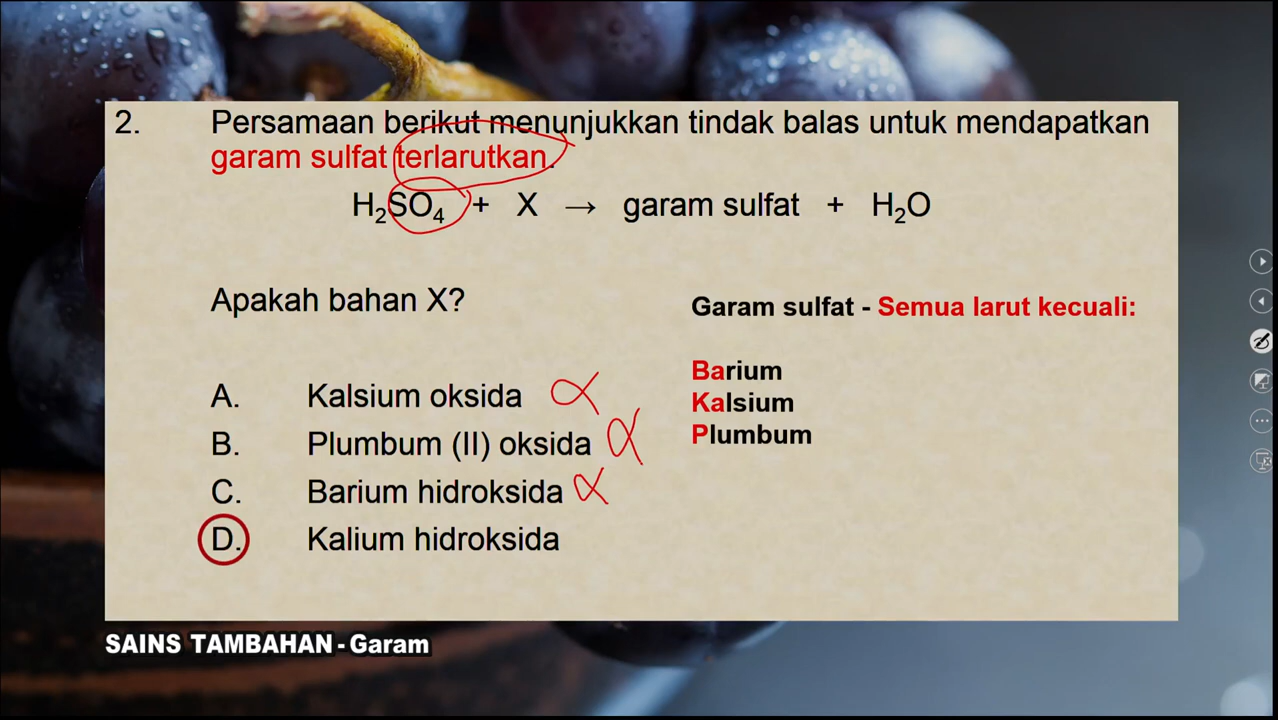 2. Persamaan berikut menunjukkan tindak balas untuk mendapatkan
garam sulfat terlarutkan.
H₂SO₄ + X → garam sulfat + H₂O
Apakah bahan X?
A. Kalsium oksida
B. Plumbum (II) oksida
C. Barium hidroksida
D. Kalium hidroksida
Garam sulfat - Semua larut kecuali:
Barium
Kalsium
Plumbum
SAINS TAMBAHAN - Garam